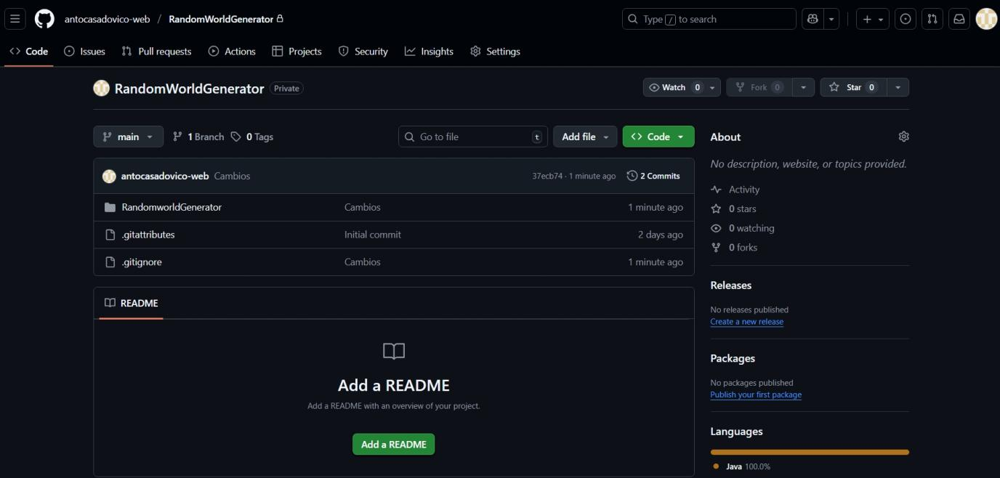 antocasadovico-web / RandomWorldGenerator
Type / to search
Code Issues Pull requests Actions Projects Security Insights Settings
RandomWorldGenerator Private
Watch 0 Fork 0 Star 0
main 1 Branch 0 Tags
Go to file t Add file Code
antocasadovico-web Cambios 37ecb74 · 1 minute ago 2 Commits
RandomworldGenerator Cambios 1 minute ago
.gitattributes Initial commit 2 days ago
.gitignore Cambios 1 minute ago
README
Add a README
Add a README with an overview of your project.
Add a README
About
No description, website, or topics provided.
Activity
0 stars
0 watching
0 forks
Releases
No releases published
Create a new release
Packages
No packages published
Publish your first package
Languages
Java 100.0%